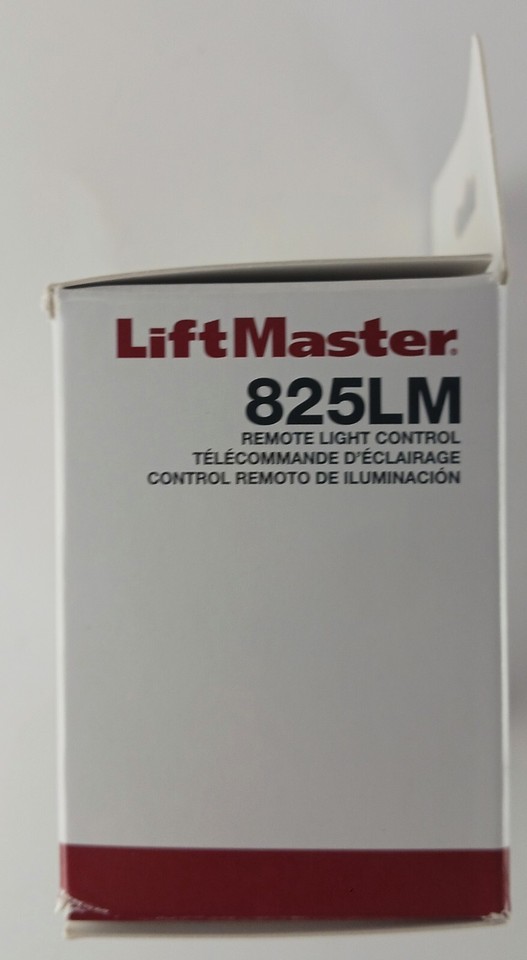 LiftMaster®
825LM
REMOTE LIGHT CONTROL
TÉLÉCOMMANDE D'ÉCLAIRAGE
CONTROL REMOTO DE ILUMINACIÓN